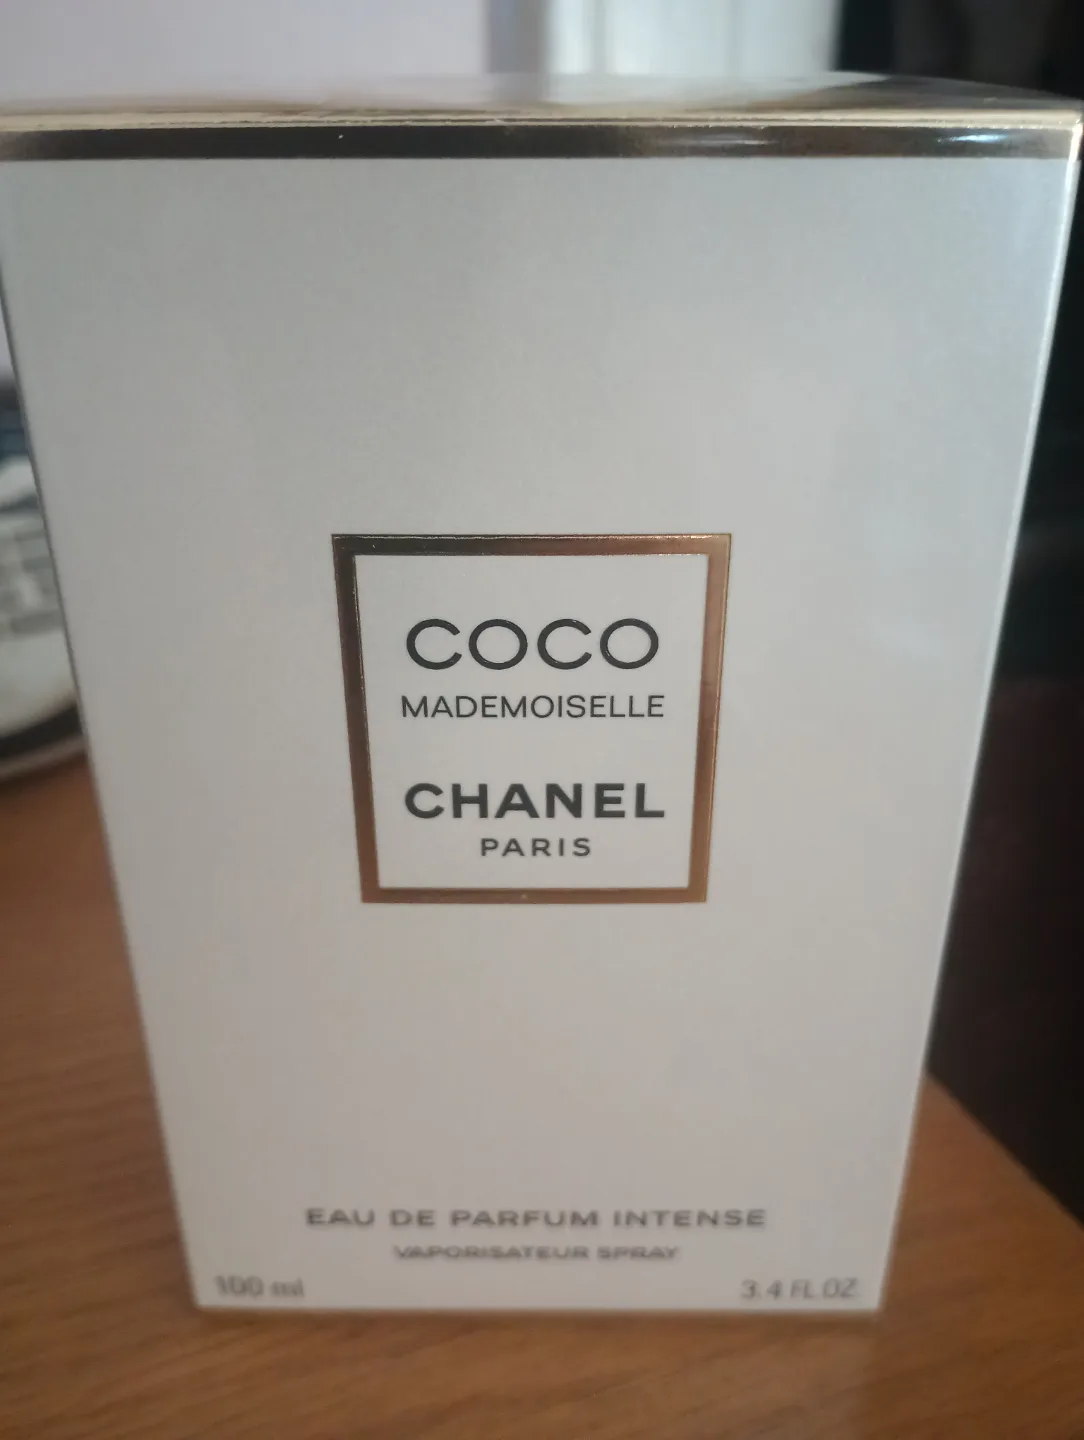 COCO
MADEMOISELLE
CHANEL
PARIS
EAU DE PARFUM INTENSE
VAPORISATEUR SPRAY
100 ml
3.4 FL.OZ.